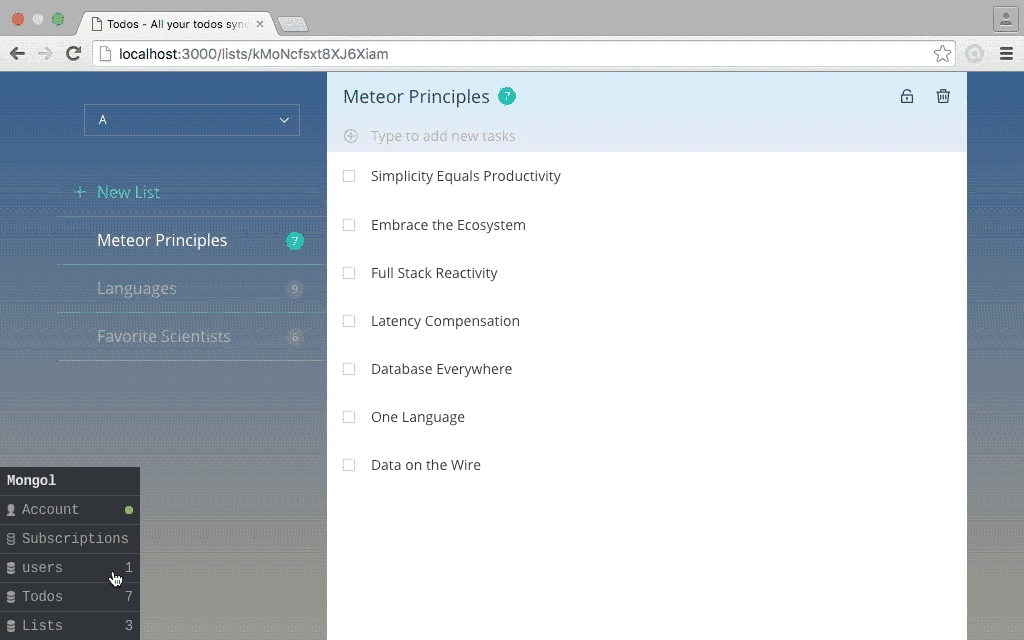 Todos - All your todos sync
localhost:3000/lists/kMoNcfsxt8XJ6Xiam
A
New List
Meteor Principles 7
Languages 9
Favorite Scientists 6
Meteor Principles 7
Type to add new tasks
Simplicity Equals Productivity
Embrace the Ecosystem
Full Stack Reactivity
Latency Compensation
Database Everywhere
One Language
Data on the Wire
Mongol
Account
Subscriptions
users 1
Todos 7
Lists 3